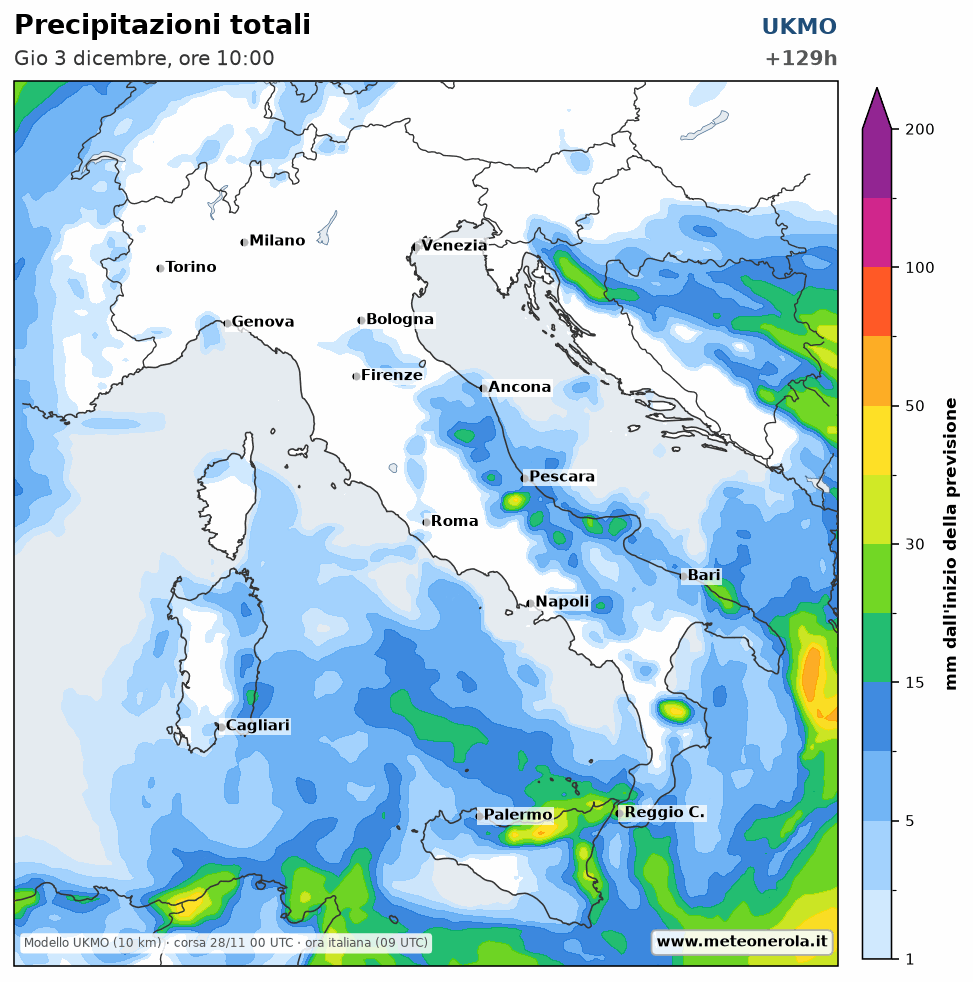 Precipitazioni totali
UKMO
Gio 3 dicembre, ore 10:00
+129h
Milano
Venezia
Torino
Genova
Bologna
Firenze
Ancona
Pescara
Roma
Bari
Napoli
Cagliari
Palermo
Reggio C.
200
100
50
30
15
5
1
mm dall'inizio della previsione
Modello UKMO (10 km) · corsa 28/11 00 UTC · ora italiana (09 UTC)
www.meteonerola.it